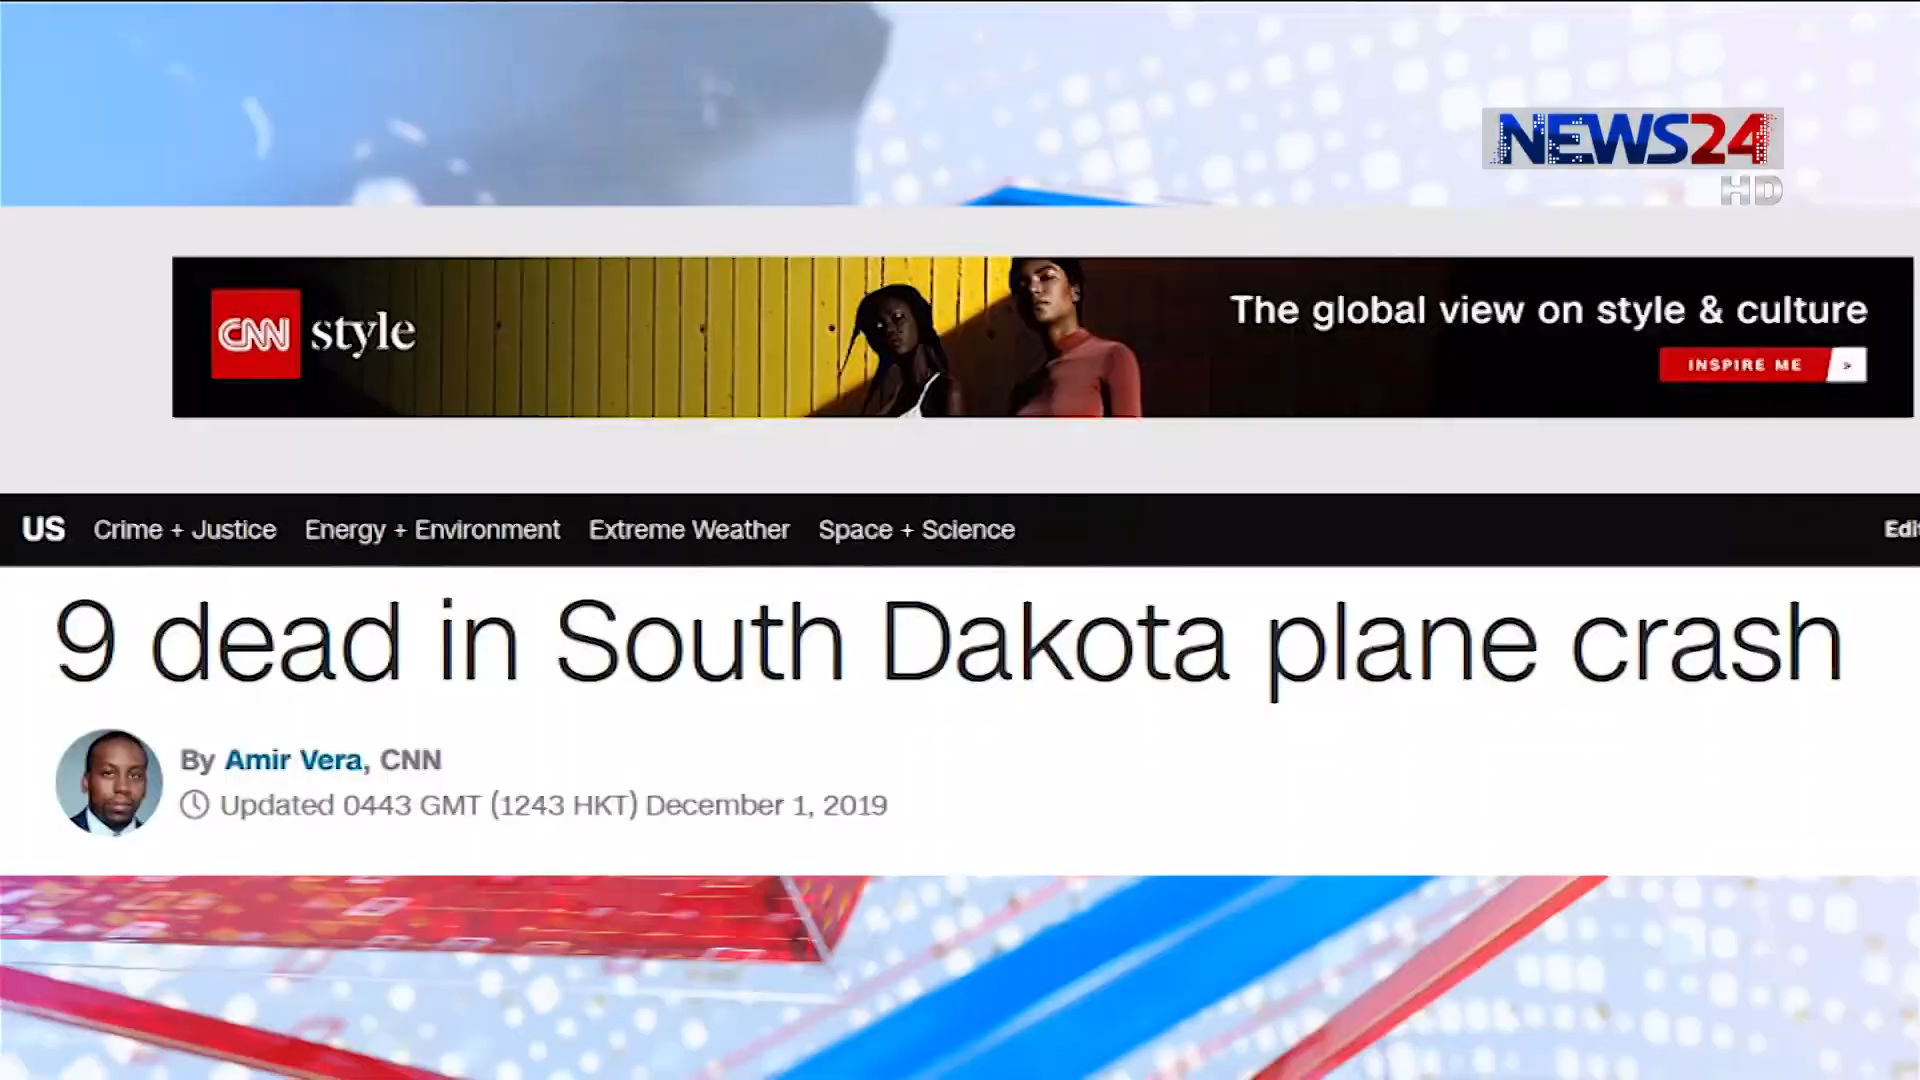 NEWS24
HD
CNN style
The global view on style & culture
INSPIRE ME >
US Crime + Justice Energy + Environment Extreme Weather Space + Science
9 dead in South Dakota plane crash
By Amir Vera, CNN
Updated 0443 GMT (1243 HKT) December 1, 2019